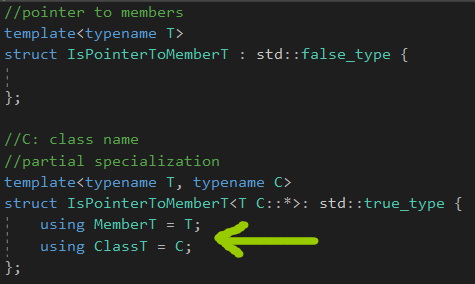 //pointer to members
template<typename T>
struct IsPointerToMemberT : std::false_type {
};
//C: class name
//partial specialization
template<typename T, typename C>
struct IsPointerToMemberT<T C::*>: std::true_type {
using MemberT = T;
using ClassT = C;
};